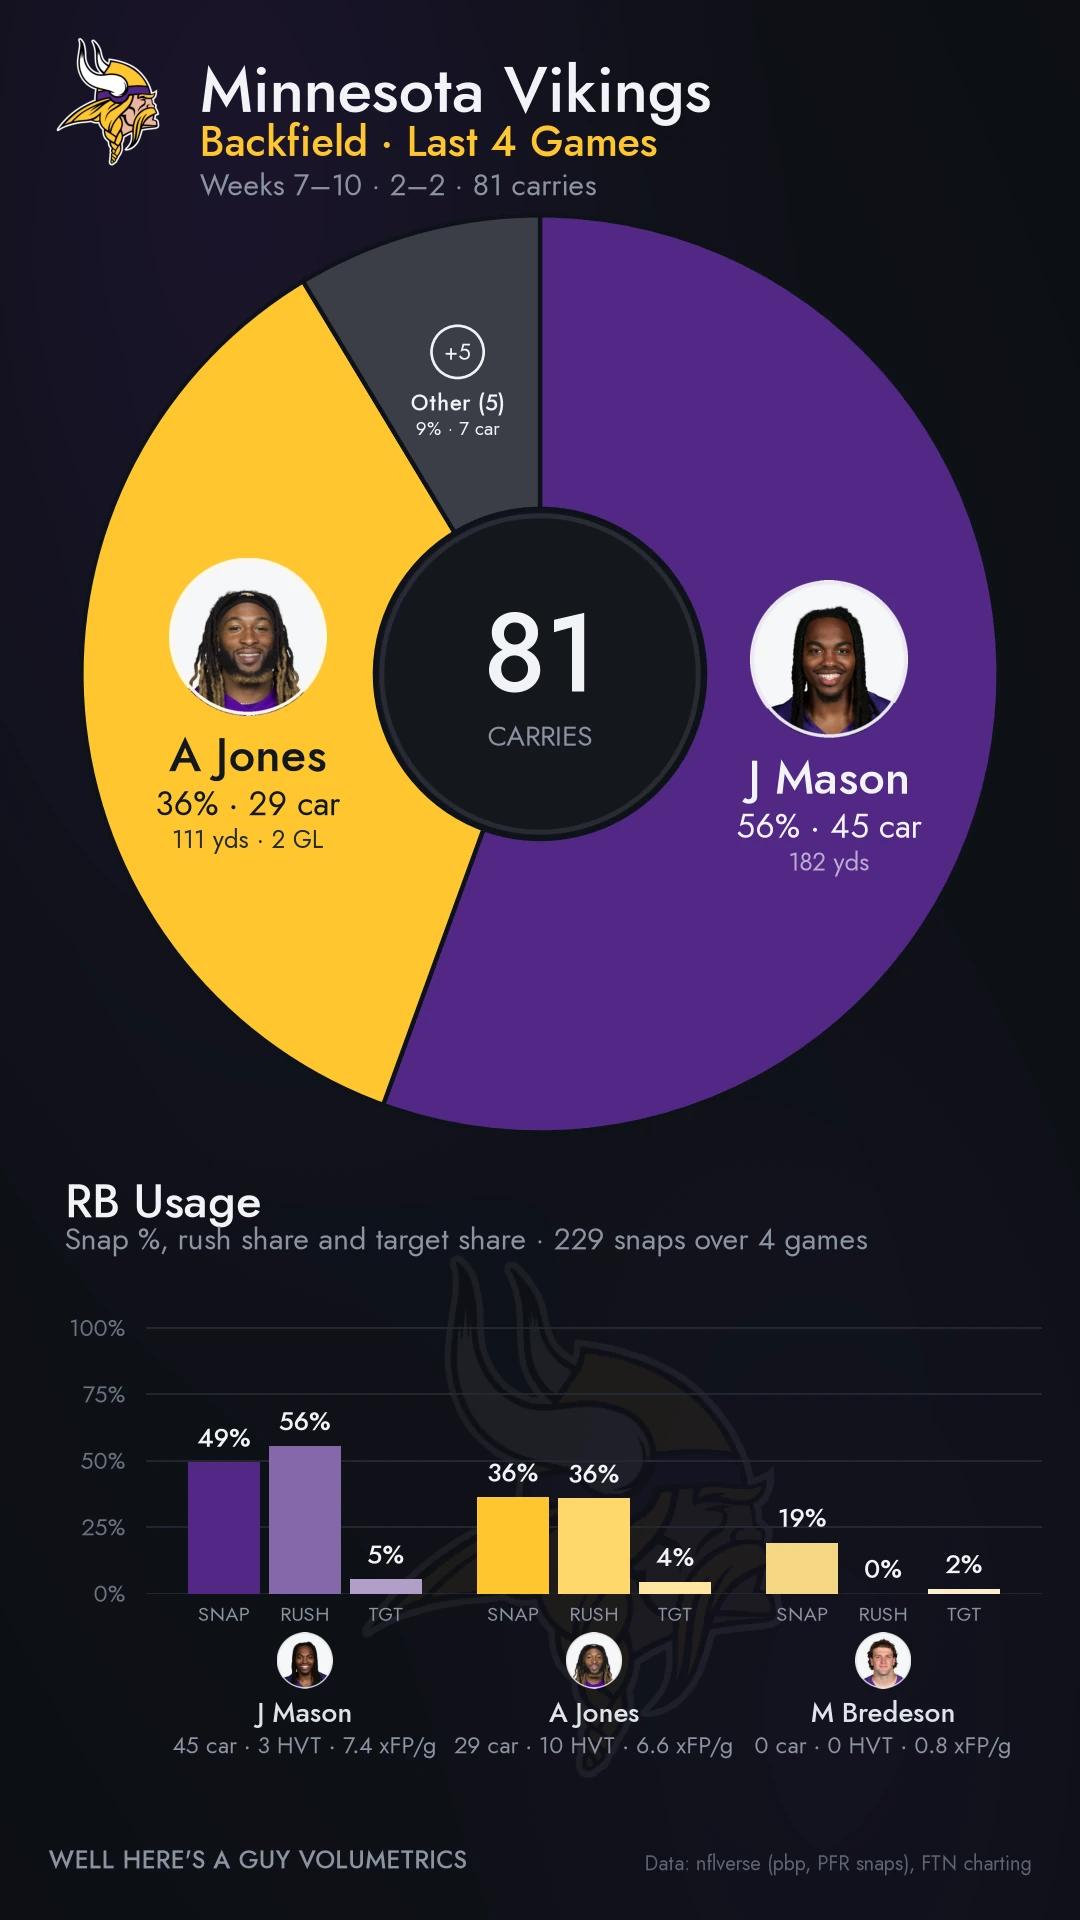 Minnesota Vikings
Backfield · Last 4 Games
Weeks 7–10 · 2–2 · 81 carries
+5
Other (5)
9% · 7 car
A Jones
36% · 29 car
111 yds · 2 GL
81
CARRIES
J Mason
56% · 45 car
182 yds
RB Usage
Snap %, rush share and target share · 229 snaps over 4 games
100%
75%
50%
25%
0%
49% 56% 5% 36% 36% 4% 19% 0% 2%
SNAP RUSH TGT SNAP RUSH TGT SNAP RUSH TGT
J Mason A Jones M Bredeson
45 car · 3 HVT · 7.4 xFP/g 29 car · 10 HVT · 6.6 xFP/g 0 car · 0 HVT · 0.8 xFP/g
WELL HERE'S A GUY VOLUMETRICS
Data: nflverse (pbp, PFR snaps), FTN charting